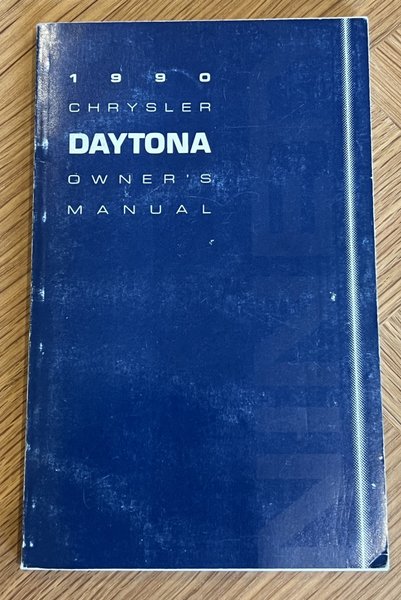 1990
CHRYSLER
DAYTONA
OWNER'S
MANUAL